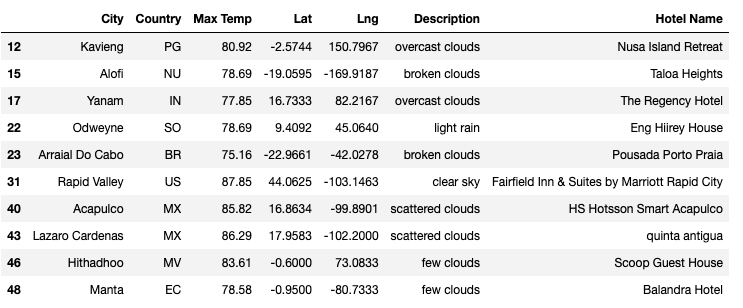 City Country Max Temp Lat Lng Description Hotel Name
12 Kavieng PG 80.92 -2.5744 150.7967 overcast clouds Nusa Island Retreat
15 Alofi NU 78.69 -19.0595 -169.9187 broken clouds Taloa Heights
17 Yanam IN 77.85 16.7333 82.2167 overcast clouds The Regency Hotel
22 Odweyne SO 78.69 9.4092 45.0640 light rain Eng Hiirey House
23 Arraial Do Cabo BR 75.16 -22.9661 -42.0278 broken clouds Pousada Porto Praia
31 Rapid Valley US 87.85 44.0625 -103.1463 clear sky Fairfield Inn & Suites by Marriott Rapid City
40 Acapulco MX 85.82 16.8634 -99.8901 scattered clouds HS Hotsson Smart Acapulco
43 Lazaro Cardenas MX 86.29 17.9583 -102.2000 scattered clouds quinta antigua
46 Hithadhoo MV 83.61 -0.6000 73.0833 few clouds Scoop Guest House
48 Manta EC 78.58 -0.9500 -80.7333 few clouds Balandra Hotel